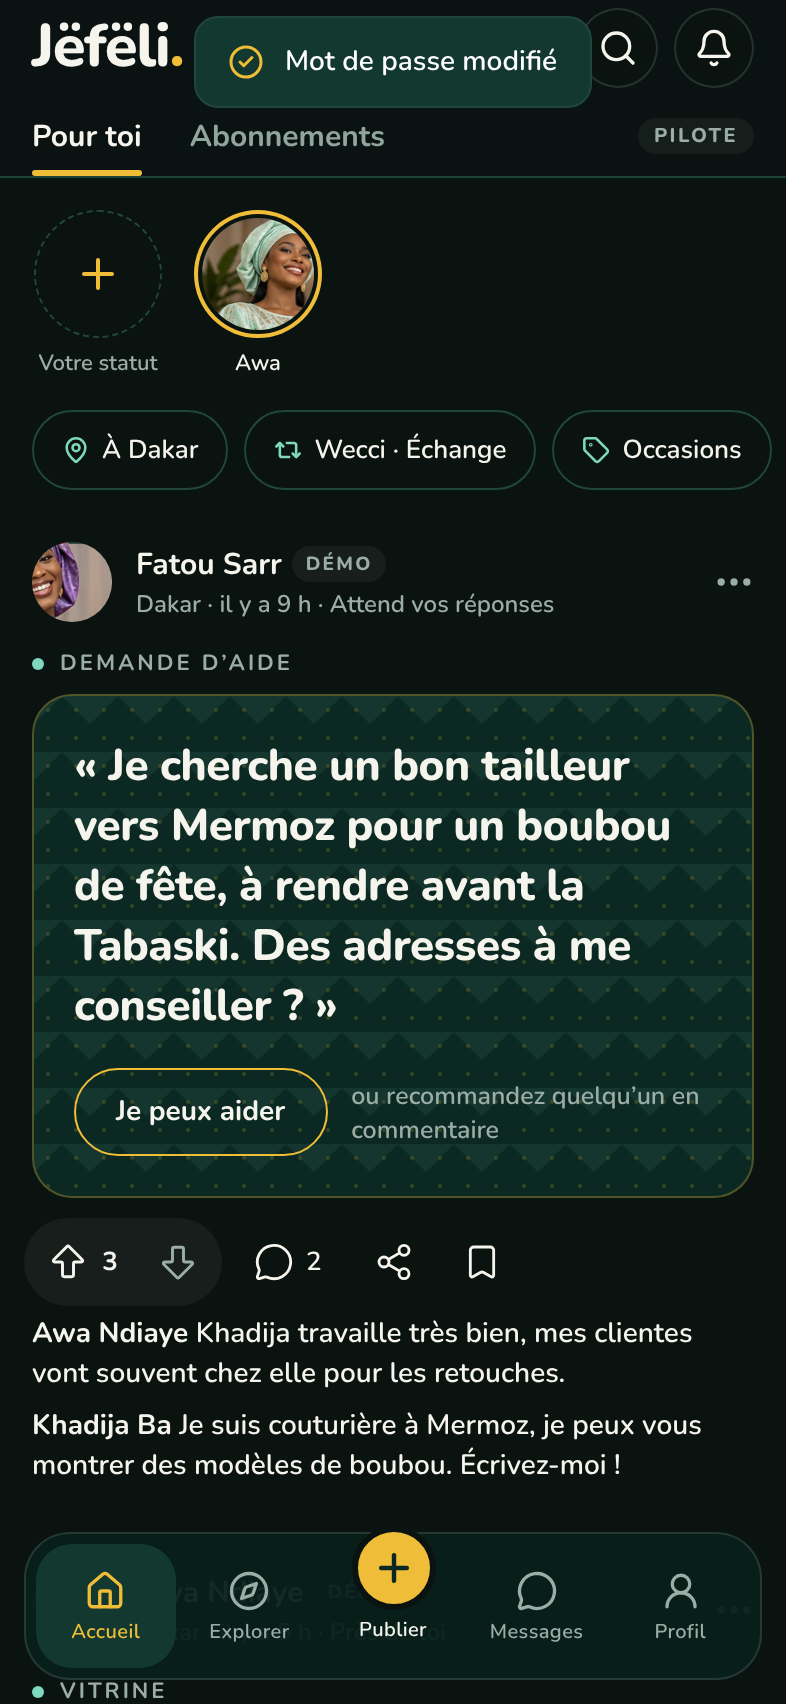 Jëfëli.
Mot de passe modifié
Pour toi
Abonnements
PILOTE
Votre statut
Awa
À Dakar
Wecci · Échange
Occasions
Fatou Sarr DÉMO
Dakar · il y a 9 h · Attend vos réponses
DEMANDE D’AIDE
« Je cherche un bon tailleur
vers Mermoz pour un boubou
de fête, à rendre avant la
Tabaski. Des adresses à me
conseiller ? »
Je peux aider
ou recommandez quelqu’un en
commentaire
3
2
Awa Ndiaye Khadija travaille très bien, mes clientes
vont souvent chez elle pour les retouches.
Khadija Ba Je suis couturière à Mermoz, je peux vous
montrer des modèles de boubou. Écrivez-moi !
Accueil
Explorer
Publier
Messages
Profil
VITRINE